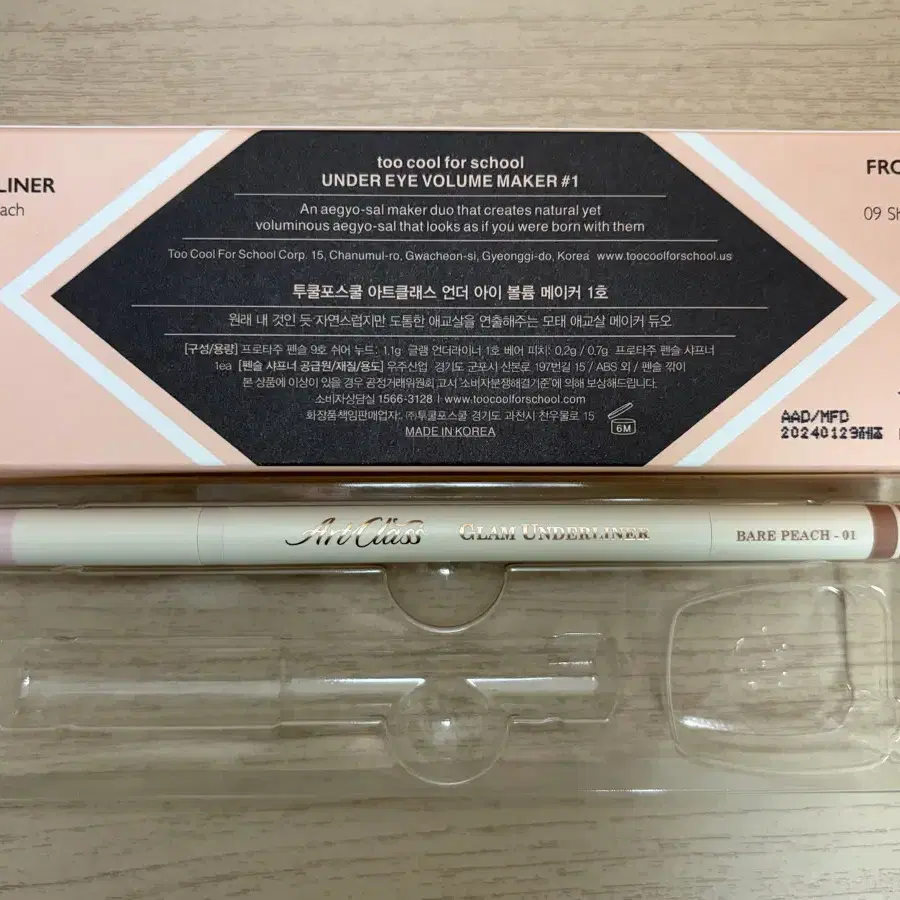 LINER
ach
too cool for school
UNDER EYE VOLUME MAKER #1
An aegyo-sal maker duo that creates natural yet
voluminous aegyo-sal that looks as if you were born with them
Too Cool For School Corp. 15, Chanumul-ro, Gwacheon-si, Gyeonggi-do, Korea www.toocoolforschool.us
투쿨포스쿨 아트클래스 언더 아이 볼륨 메이커 1호
원래 내 것인 듯 자연스럽지만 도톰한 애교살을 연출해주는 모태 애교살 메이커 듀오
[구성/용량] 프로타주 펜슬 9호 쉬어 누드: 1.1g 글램 언더라이너 1호 베어 피치: 0.2g / 0.7g 프로타주 펜슬 샤프너
1ea [펜슬 샤프너 공급원/재질/용도] 우주산업 경기도 군포시 산본로 197번길 15 / ABS 외 / 펜슬 깎이
본 상품에 이상이 있을 경우 공정거래위원회 고시 '소비자분쟁해결기준'에 의해 보상해드립니다.
소비자상담실 1566-3128 I www.toocoolforschool.com
화장품책임판매업자: ㈜투쿨포스쿨 경기도 과천시 찬우물로 15
MADE IN KOREA
6M
FRO
09 Sh
AAD/MFD
20240129제조
Art Class GLAM UNDERLINER BARE PEACH - 01